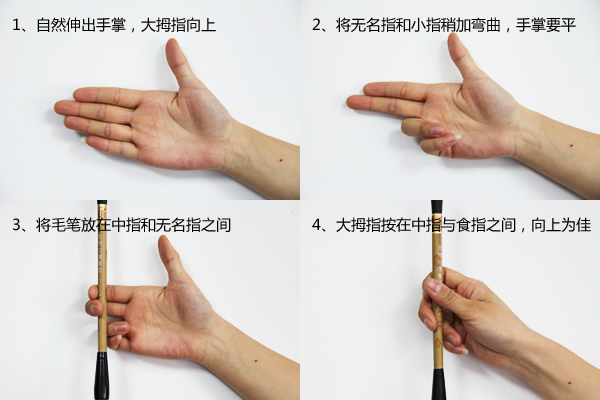 1、自然伸出手掌，大拇指向上
2、将无名指和小指稍加弯曲，手掌要平
3、将毛笔放在中指和无名指之间
4、大拇指按在中指与食指之间，向上为佳